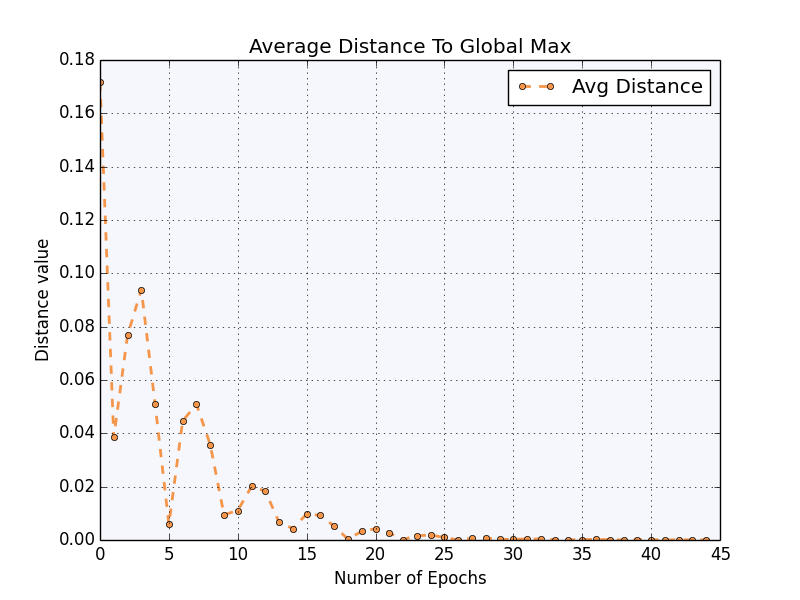 Average Distance To Global Max
Avg Distance
0.18
0.16
0.14
0.12
0.10
0.08
0.06
0.04
0.02
0.00
Distance value
0 5 10 15 20 25 30 35 40 45
Number of Epochs